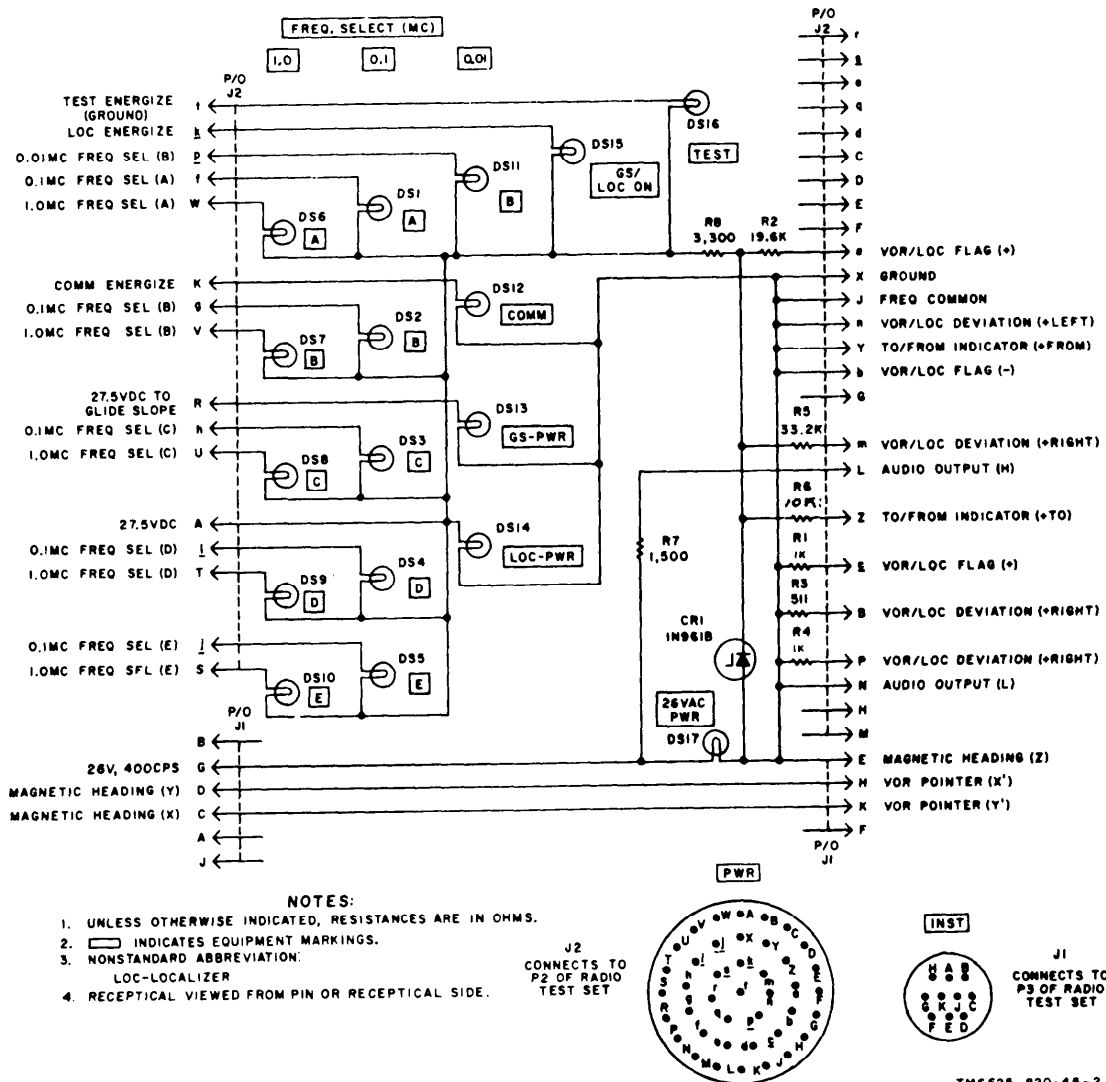 FREQ. SELECT (MC)
1.0 0.1 0.01
P/O
J2
TEST ENERGIZE
(GROUND) t
LOC ENERGIZE k
0.01MC FREQ SEL (B) p
0.1MC FREQ SEL (A) f
1.0MC FREQ SEL (A) W
COMM ENERGIZE K
0.1MC FREQ SEL (B) g
1.0MC FREQ SEL (B) V
27.5VDC TO
GLIDE SLOPE R
0.1MC FREQ SEL (C) h
1.0MC FREQ SEL (C) U
27.5VDC A
0.1MC FREQ SEL (D) i
1.0MC FREQ SEL (D) T
0.1MC FREQ SEL (E) j
1.0MC FREQ SFL (E) S
P/O
J1
B
26V, 400CPS G
MAGNETIC HEADING (Y) D
MAGNETIC HEADING (X) C
A
J
DS16
TEST
DS15
GS/
LOC ON
DS11
B
DS1
A
DS6
A
DS12
COMM
DS2
B
DS7
B
DS13
GS-PWR
DS3
C
DS8
C
DS14
LOC-PWR
DS4
D
DS9
D
DS5
E
DS10
E
R8
3,300
R2
19.6K
R5
33.2K
R6
10K
R7
1,500
R1
1K
R3
511
R4
1K
CR1
1N961B
26VAC
PWR
DS17
P/O
J2
r
s
e
q
d
C
D
E
F
a VOR/LOC FLAG (+)
X GROUND
J FREQ COMMON
n VOR/LOC DEVIATION (+LEFT)
Y TO/FROM INDICATOR (+FROM)
b VOR/LOC FLAG (-)
G
m VOR/LOC DEVIATION (+RIGHT)
L AUDIO OUTPUT (H)
Z TO/FROM INDICATOR (+TO)
c VOR/LOC FLAG (+)
B VOR/LOC DEVIATION (+RIGHT)
P VOR/LOC DEVIATION (+RIGHT)
N AUDIO OUTPUT (L)
H
M
E MAGNETIC HEADING (Z)
H VOR POINTER (X')
K VOR POINTER (Y')
F
P/O
J1
NOTES:
1. UNLESS OTHERWISE INDICATED, RESISTANCES ARE IN OHMS.
2. INDICATES EQUIPMENT MARKINGS.
3. NONSTANDARD ABBREVIATION:
LOC-LOCALIZER
4. RECEPTICAL VIEWED FROM PIN OR RECEPTICAL SIDE.
PWR
J2
CONNECTS TO
P2 OF RADIO
TEST SET
W A B C D E F G H J K L M N P R S T U V
X Y Z a b c d e f g h i j
k m n p q r s
t
INST
H A B
G K J C
F E D
J1
CONNECTS TO
P3 OF RADIO
TEST SET